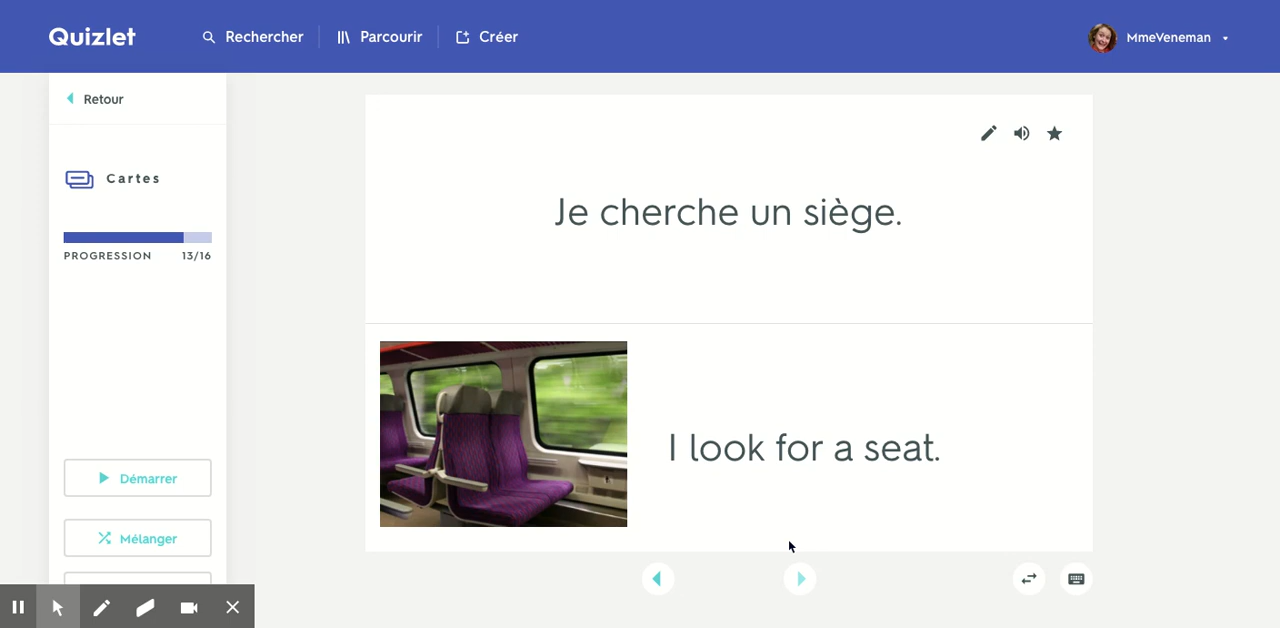 Quizlet
Rechercher
Parcourir
Créer
MmeVeneman
Retour
Cartes
PROGRESSION 13/16
Démarrer
Mélanger
Je cherche un siège.
I look for a seat.